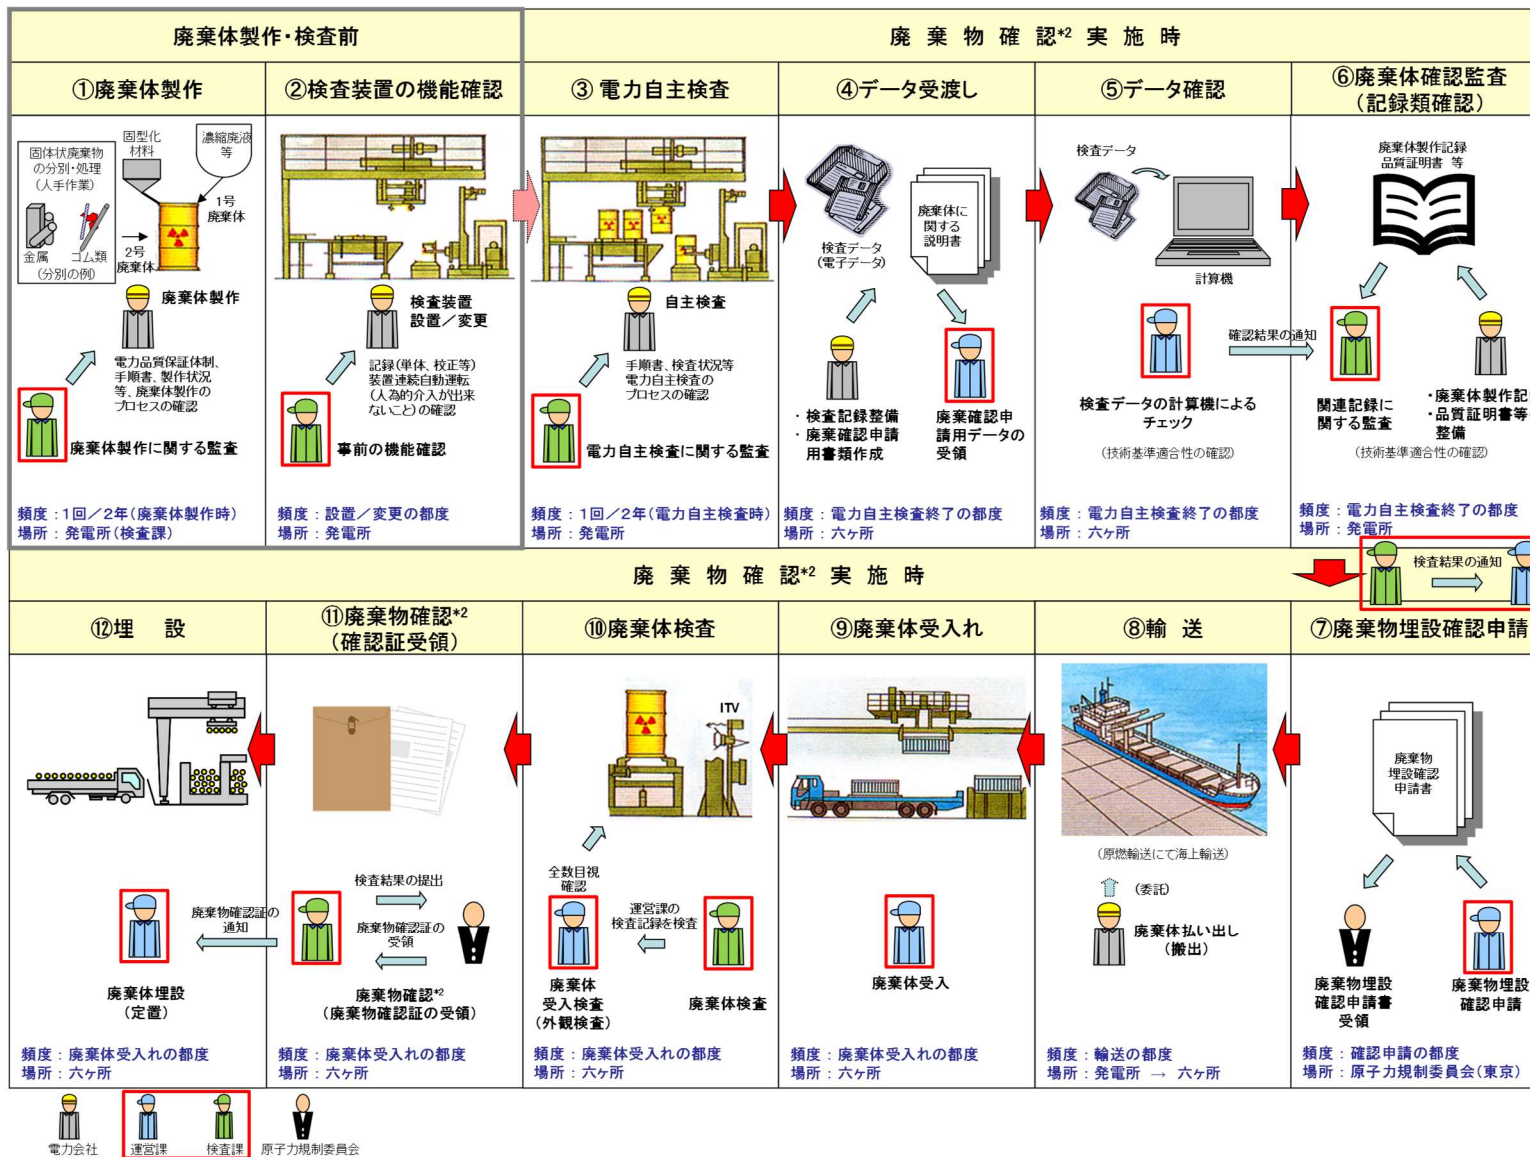 廃棄体製作・検査前
廃棄物確認*2実施時
①廃棄体製作
②検査装置の機能確認
③電力自主検査
④データ受渡し
⑤データ確認
⑥廃棄体確認監査
(記録類確認)
固体状廃棄物
の分別・処理
(人手作業)
金属 ゴム類
(分別の例)
固型化
材料
濃縮廃液
等
1号
廃棄体
2号
廃棄体
廃棄体製作
電力品質保証体制、
手順書、製作状況
等、廃棄体製作の
プロセスの確認
廃棄体製作に関する監査
頻度：1回／2年(廃棄体製作時)
場所：発電所(検査課)
検査装置
設置／変更
記録(単体、校正等)
装置連続自動運転
(人為的介入が出来
ないこと)の確認
事前の機能確認
頻度：設置／変更の都度
場所：発電所
自主検査
手順書、検査状況等
電力自主検査の
プロセスの確認
電力自主検査に関する監査
頻度：1回／2年(電力自主検査時)
場所：発電所
検査データ
(電子データ)
廃棄体に
関する
説明書
・検査記録整備
・廃棄確認申請
用書類作成
廃棄確認申
請用データの
受領
頻度：電力自主検査終了の都度
場所：六ヶ所
検査データ
計算機
確認結果の通知
検査データの計算機による
チェック
(技術基準適合性の確認)
頻度：電力自主検査終了の都度
場所：六ヶ所
廃棄体製作記録
品質証明書 等
関連記録に
関する監査
・廃棄体製作記
・品質証明書等
整備
(技術基準適合性の確認)
頻度：電力自主検査終了の都度
場所：発電所
検査結果の通知
廃棄物確認*2実施時
⑫埋 設
⑪廃棄物確認*2
(確認証受領)
⑩廃棄体検査
⑨廃棄体受入れ
⑧輸 送
⑦廃棄物埋設確認申請
廃棄物確認証の
通知
廃棄体埋設
(定置)
頻度：廃棄体受入れの都度
場所：六ヶ所
検査結果の提出
廃棄物確認証の
受領
廃棄物確認*2
(廃棄物確認証の受領)
頻度：廃棄体受入れの都度
場所：六ヶ所
ITV
全数目視
確認
運営課の
検査記録を検査
廃棄体
受入検査
(外観検査)
廃棄体検査
頻度：廃棄体受入れの都度
場所：六ヶ所
廃棄体受入
頻度：廃棄体受入れの都度
場所：六ヶ所
(原燃輸送にて海上輸送)
(委託)
廃棄体払い出し
(搬出)
頻度：輸送の都度
場所：発電所 → 六ヶ所
廃棄物
埋設確認
申請書
廃棄物埋設
確認申請書
受領
廃棄物埋設
確認申請
頻度：確認申請の都度
場所：原子力規制委員会(東京)
電力会社 運営課 検査課 原子力規制委員会